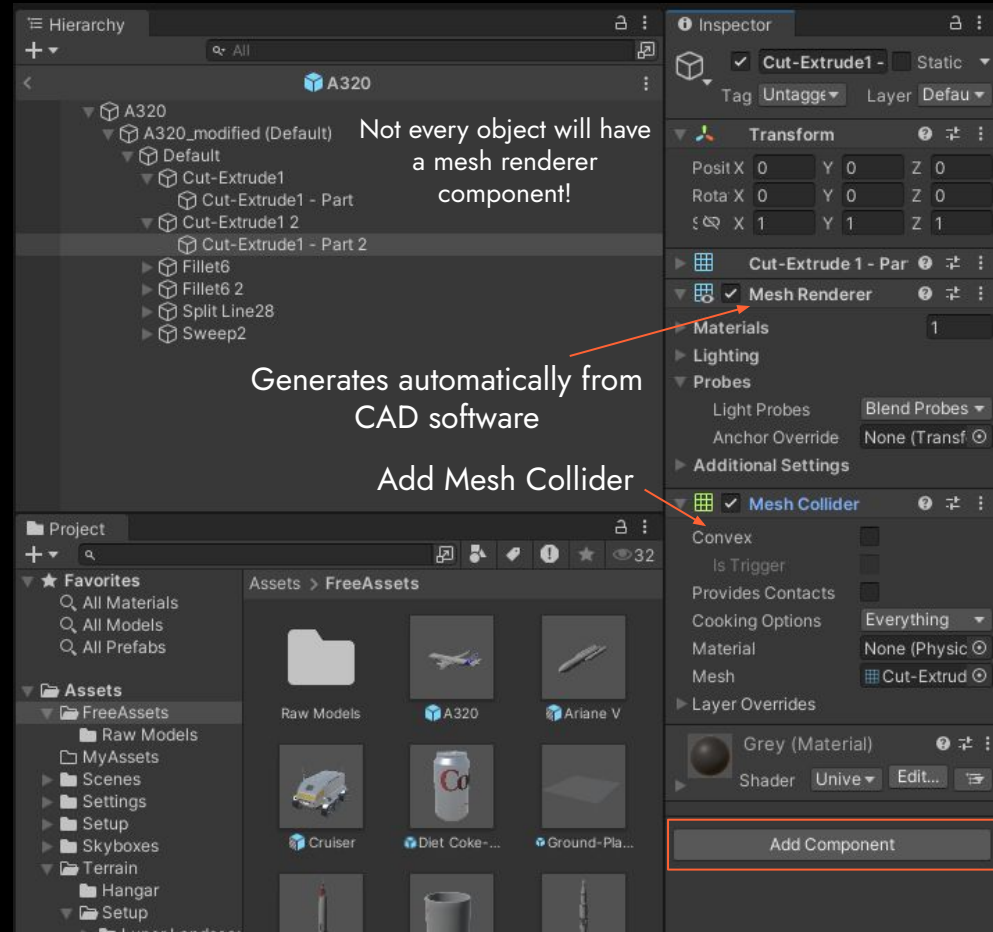 Hierarchy
All
A320
A320
A320_modified (Default)
Default
Cut-Extrude1
Cut-Extrude1 - Part
Cut-Extrude1 2
Cut-Extrude1 - Part 2
Fillet6
Fillet6 2
Split Line28
Sweep2
Not every object will have
a mesh renderer
component!
Generates automatically from
CAD software
Add Mesh Collider
Project
32
Favorites
All Materials
All Models
All Prefabs
Assets
FreeAssets
Raw Models
MyAssets
Scenes
Settings
Setup
Skyboxes
Terrain
Hangar
Setup
Assets > FreeAssets
Raw Models
A320
Ariane V
Cruiser
Diet Coke-...
Ground-Pla...
Inspector
Cut-Extrude1 - Static
Tag Untagge Layer Defau
Transform
Posit X 0 Y 0 Z 0
Rota X 0 Y 0 Z 0
S X 1 Y 1 Z 1
Cut-Extrude 1 - Par
Mesh Renderer
Materials 1
Lighting
Probes
Light Probes Blend Probes
Anchor Override None (Transf
Additional Settings
Mesh Collider
Convex
Is Trigger
Provides Contacts
Cooking Options Everything
Material None (Physic
Mesh Cut-Extrud
Layer Overrides
Grey (Material)
Shader Unive Edit...
Add Component